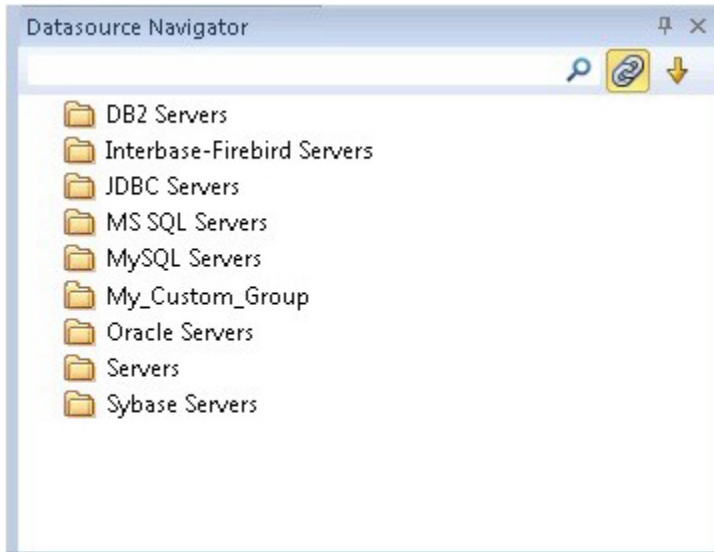 Datasource Navigator
DB2 Servers
Interbase-Firebird Servers
JDBC Servers
MS SQL Servers
MySQL Servers
My_Custom_Group
Oracle Servers
Servers
Sybase Servers